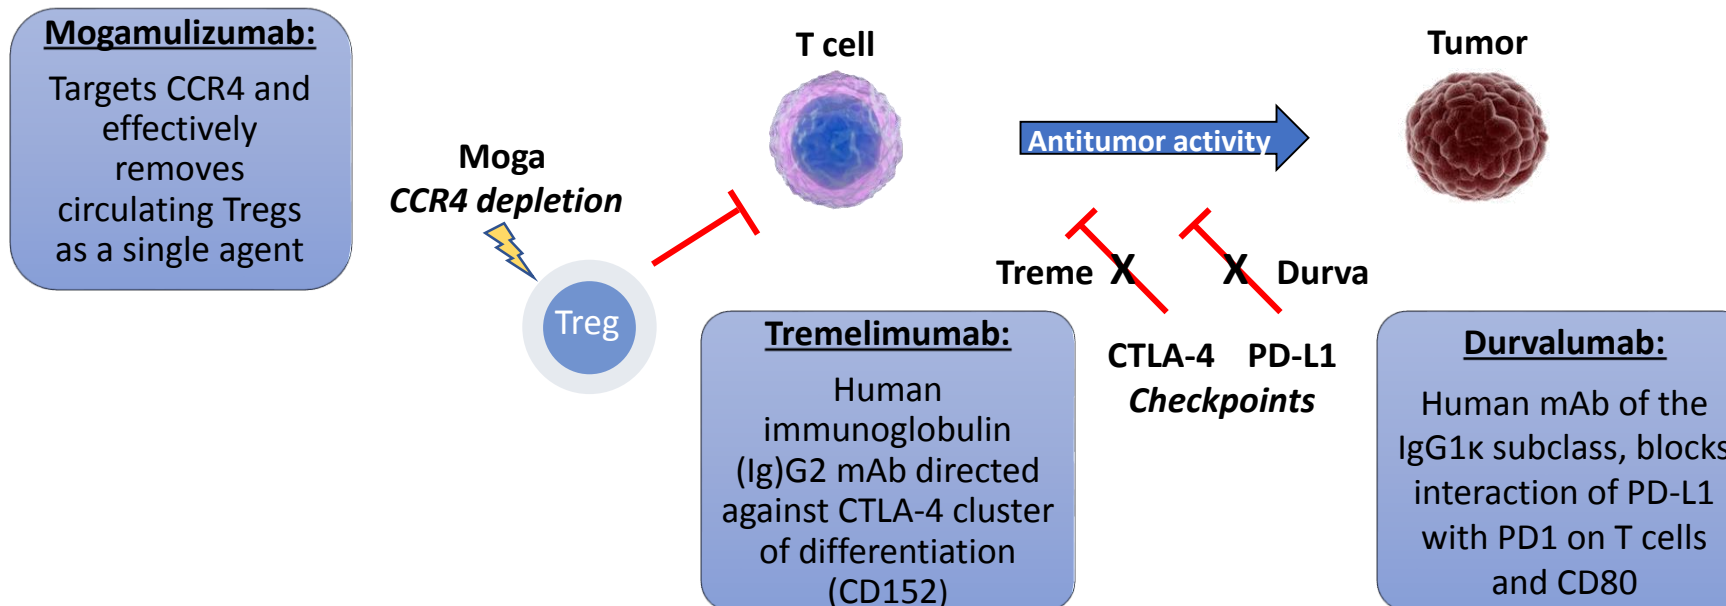 Mogamulizumab:
Targets CCR4 and
effectively
removes
circulating Tregs
as a single agent
Moga
CCR4 depletion
Treg
T cell
Antitumor activity
Tumor
Treme X
X Durva
CTLA-4 PD-L1
Checkpoints
Tremelimumab:
Human
immunoglobulin
(Ig)G2 mAb directed
against CTLA-4 cluster
of differentiation
(CD152)
Durvalumab:
Human mAb of the
IgG1κ subclass, blocks
interaction of PD-L1
with PD1 on T cells
and CD80